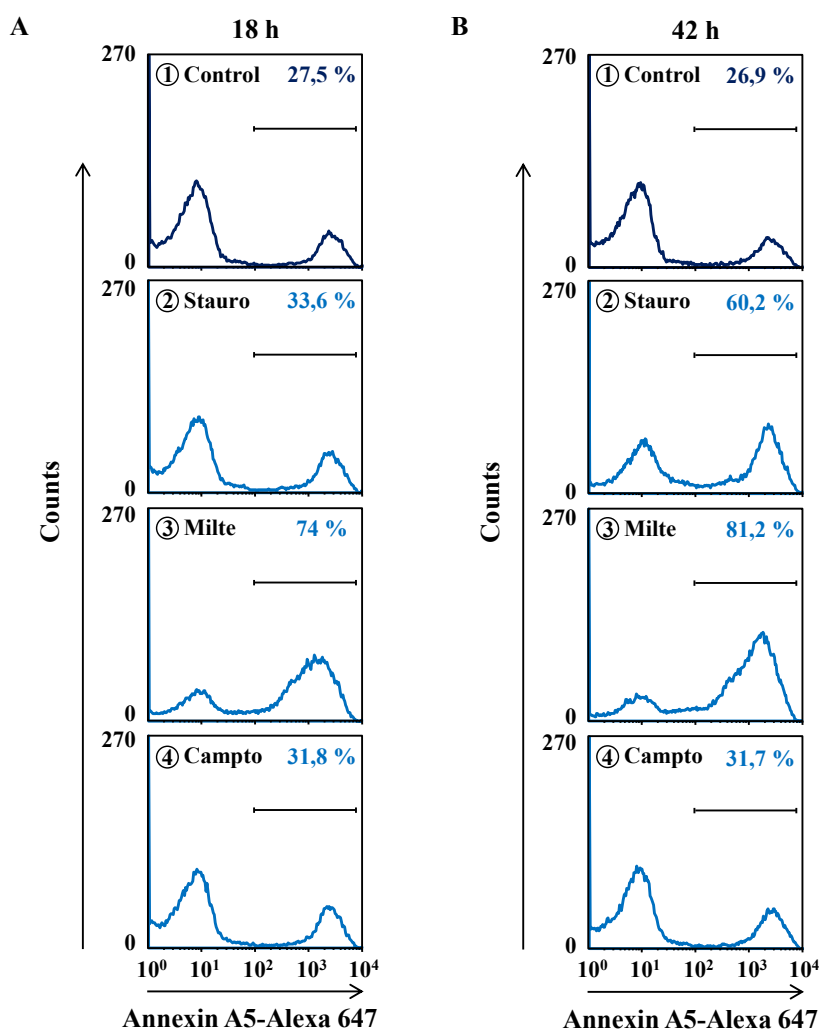 A
18 h
270
① Control 27,5 %
0
270
② Stauro 33,6 %
0
270
③ Milte 74 %
0
270
④ Campto 31,8 %
0
10⁰ 10¹ 10² 10³ 10⁴
Counts
Annexin A5-Alexa 647
B
42 h
270
① Control 26,9 %
0
270
② Stauro 60,2 %
0
270
③ Milte 81,2 %
0
270
④ Campto 31,7 %
0
10⁰ 10¹ 10² 10³ 10⁴
Counts
Annexin A5-Alexa 647